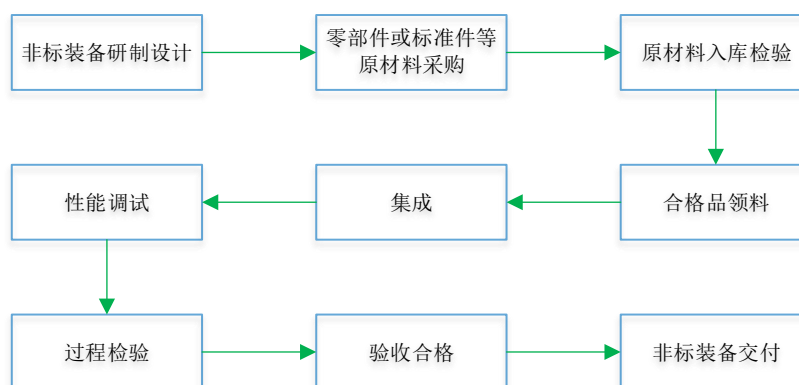 非标装备研制设计
零部件或标准件等
原材料采购
原材料入库检验
合格品领料
集成
性能调试
过程检验
验收合格
非标装备交付